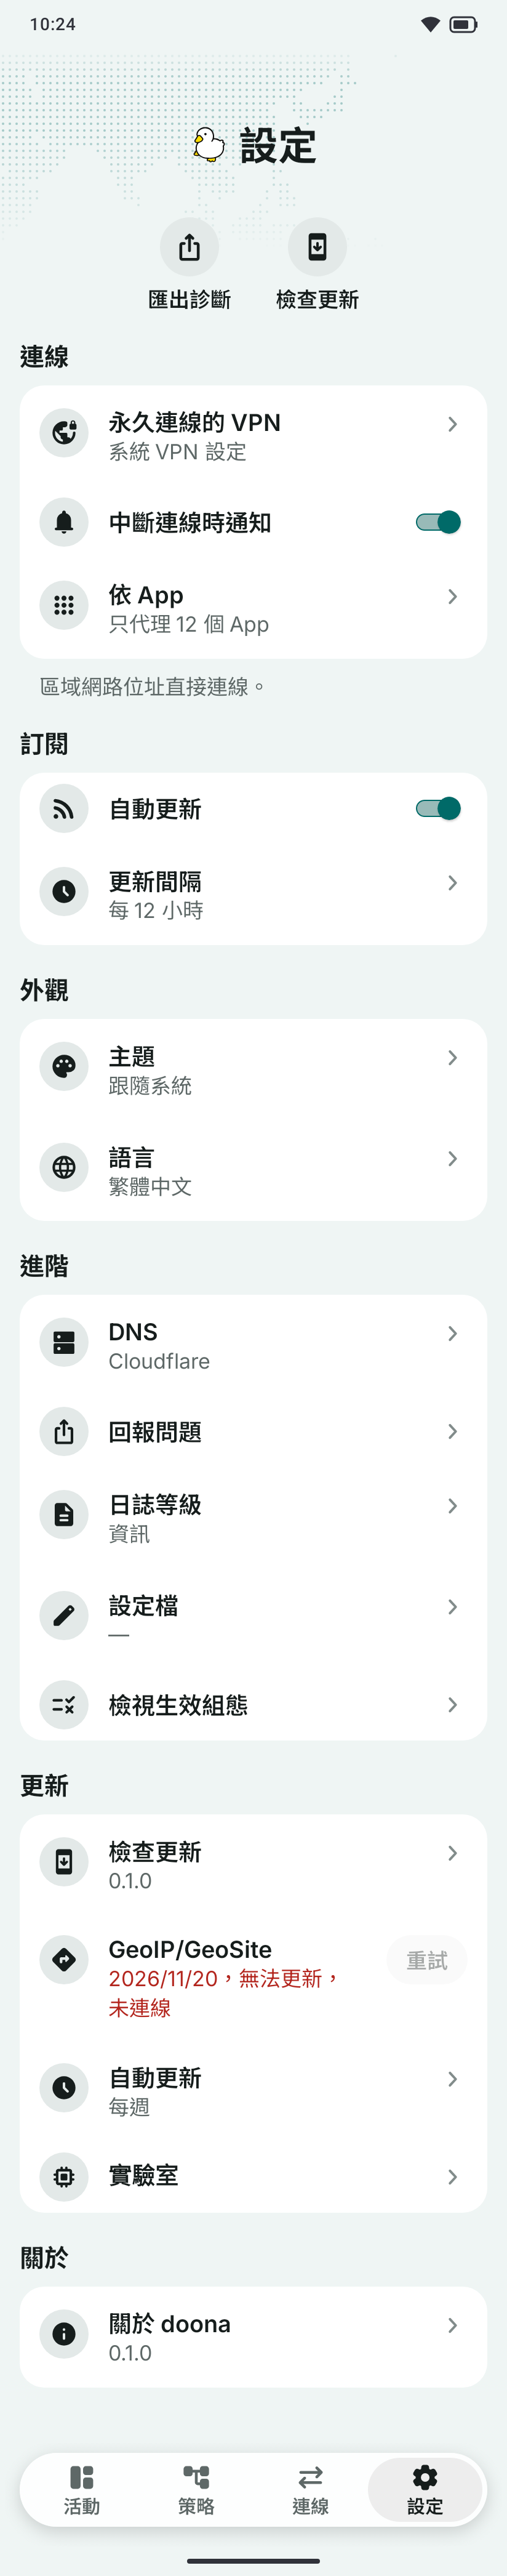 10:24
設定
匯出診斷
檢查更新
連線
永久連線的 VPN
系統 VPN 設定
中斷連線時通知
依 App
只代理 12 個 App
區域網路位址直接連線。
訂閱
自動更新
更新間隔
每 12 小時
外觀
主題
跟隨系統
語言
繁體中文
進階
DNS
Cloudflare
回報問題
日誌等級
資訊
設定檔
—
檢視生效組態
更新
檢查更新
0.1.0
GeoIP/GeoSite
2026/11/20，無法更新，
未連線
重試
自動更新
每週
實驗室
關於
關於 doona
0.1.0
活動
策略
連線
設定